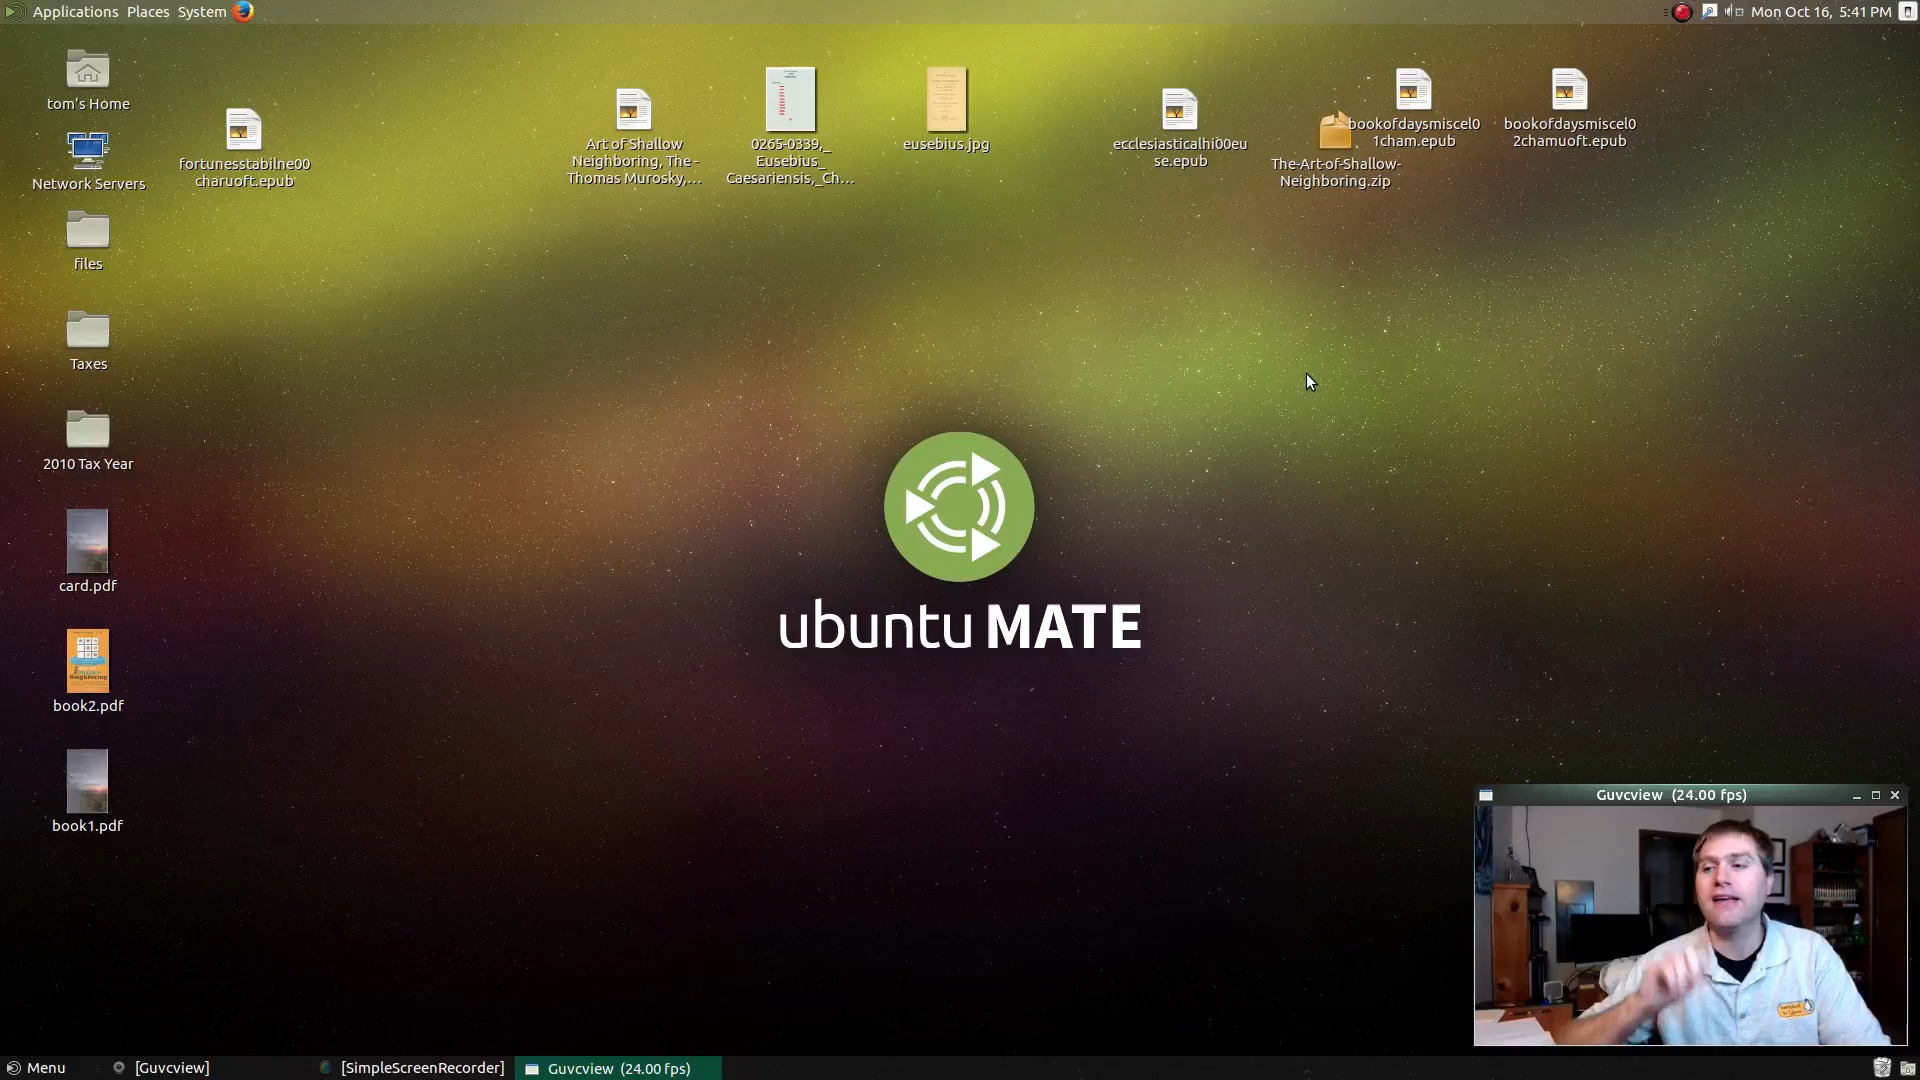 Applications Places System
Mon Oct 16, 5:41 PM
tom's Home
Network Servers
files
Taxes
2010 Tax Year
card.pdf
book2.pdf
book1.pdf
fortunesstabilne00
charuoft.epub
Art of Shallow
Neighboring, The -
Thomas Murosky,...
0265-0339,_
Eusebius_
Caesariensis,_Ch...
eusebius.jpg
ecclesiasticalhi00eu
se.epub
The-Art-of-Shallow-
Neighboring.zip
bookofdaysmiscel0
1cham.epub
bookofdaysmiscel0
2chamuoft.epub
ubuntu MATE
Guvcview (24.00 fps)
Menu
[Guvcview]
[SimpleScreenRecorder]
Guvcview (24.00 fps)